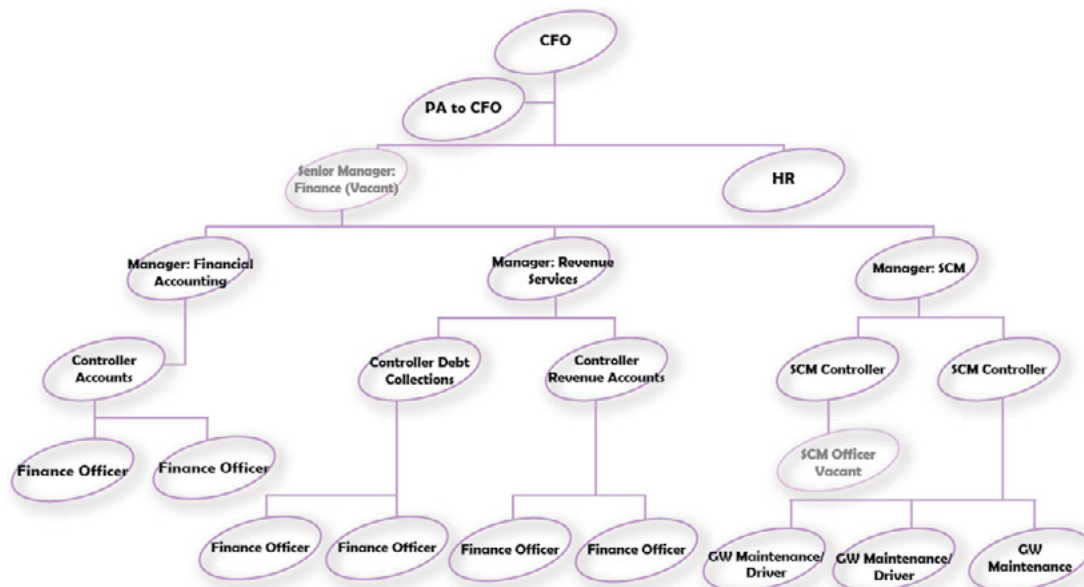 CFO
PA to CFO
Senior Manager:
Finance (Vacant)
HR
Manager: Financial
Accounting
Manager: Revenue
Services
Manager: SCM
Controller
Accounts
Controller Debt
Collections
Controller
Revenue Accounts
SCM Controller
SCM Controller
Finance Officer
Finance Officer
SCM Officer
Vacant
Finance Officer
Finance Officer
Finance Officer
Finance Officer
GW Maintenance/
Driver
GW Maintenance/
Driver
GW
Maintenance